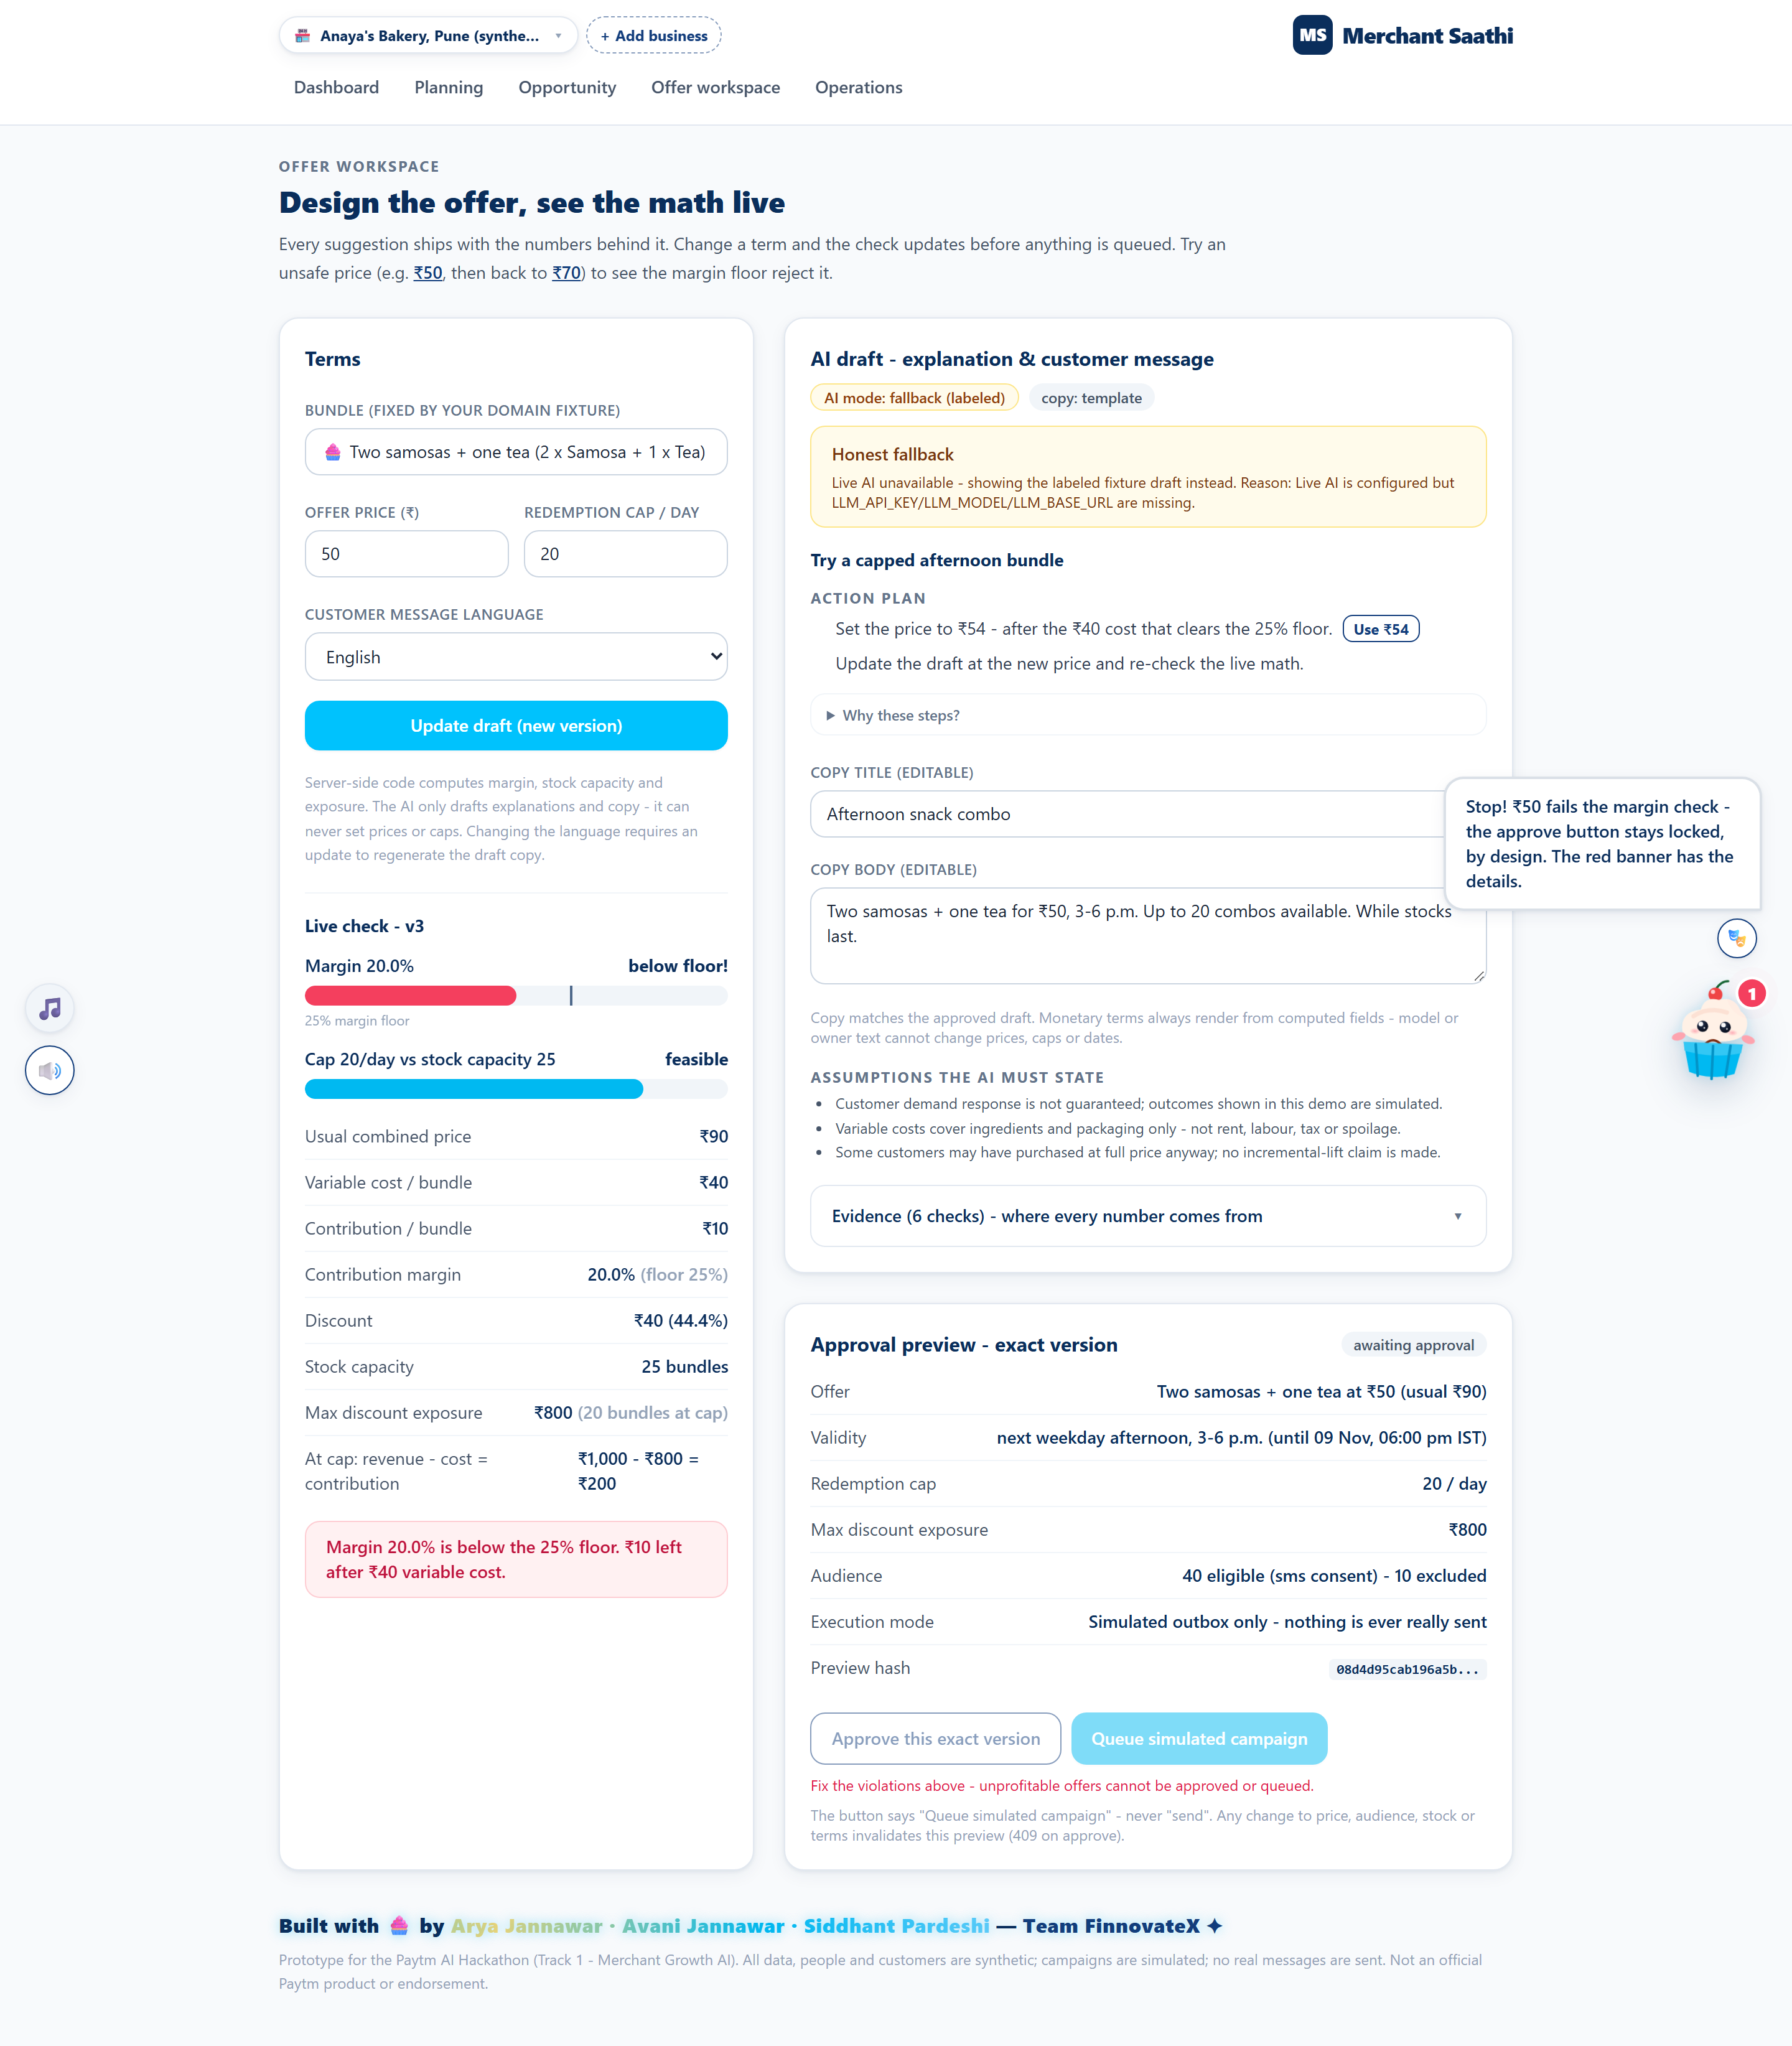 Anaya's Bakery, Pune (synthe...
+ Add business
MS Merchant Saathi
Dashboard Planning Opportunity Offer workspace Operations
OFFER WORKSPACE
Design the offer, see the math live
Every suggestion ships with the numbers behind it. Change a term and the check updates before anything is queued. Try an
unsafe price (e.g. ₹50, then back to ₹70) to see the margin floor reject it.
Terms
BUNDLE (FIXED BY YOUR DOMAIN FIXTURE)
Two samosas + one tea (2 x Samosa + 1 x Tea)
OFFER PRICE (₹) REDEMPTION CAP / DAY
50 20
CUSTOMER MESSAGE LANGUAGE
English
Update draft (new version)
Server-side code computes margin, stock capacity and
exposure. The AI only drafts explanations and copy - it can
never set prices or caps. Changing the language requires an
update to regenerate the draft copy.
Live check - v3
Margin 20.0% below floor!
25% margin floor
Cap 20/day vs stock capacity 25 feasible
Usual combined price ₹90
Variable cost / bundle ₹40
Contribution / bundle ₹10
Contribution margin 20.0% (floor 25%)
Discount ₹40 (44.4%)
Stock capacity 25 bundles
Max discount exposure ₹800 (20 bundles at cap)
At cap: revenue - cost = ₹1,000 - ₹800 =
contribution ₹200
Margin 20.0% is below the 25% floor. ₹10 left
after ₹40 variable cost.
AI draft - explanation & customer message
AI mode: fallback (labeled) copy: template
Honest fallback
Live AI unavailable - showing the labeled fixture draft instead. Reason: Live AI is configured but
LLM_API_KEY/LLM_MODEL/LLM_BASE_URL are missing.
Try a capped afternoon bundle
ACTION PLAN
Set the price to ₹54 - after the ₹40 cost that clears the 25% floor. Use ₹54
Update the draft at the new price and re-check the live math.
Why these steps?
COPY TITLE (EDITABLE)
Afternoon snack combo
COPY BODY (EDITABLE)
Two samosas + one tea for ₹50, 3-6 p.m. Up to 20 combos available. While stocks
last.
Copy matches the approved draft. Monetary terms always render from computed fields - model or
owner text cannot change prices, caps or dates.
ASSUMPTIONS THE AI MUST STATE
• Customer demand response is not guaranteed; outcomes shown in this demo are simulated.
• Variable costs cover ingredients and packaging only - not rent, labour, tax or spoilage.
• Some customers may have purchased at full price anyway; no incremental-lift claim is made.
Evidence (6 checks) - where every number comes from
Stop! ₹50 fails the margin check -
the approve button stays locked,
by design. The red banner has the
details.
1
Approval preview - exact version awaiting approval
Offer Two samosas + one tea at ₹50 (usual ₹90)
Validity next weekday afternoon, 3-6 p.m. (until 09 Nov, 06:00 pm IST)
Redemption cap 20 / day
Max discount exposure ₹800
Audience 40 eligible (sms consent) - 10 excluded
Execution mode Simulated outbox only - nothing is ever really sent
Preview hash 08d4d95cab196a5b...
Approve this exact version Queue simulated campaign
Fix the violations above - unprofitable offers cannot be approved or queued.
The button says "Queue simulated campaign" - never "send". Any change to price, audience, stock or
terms invalidates this preview (409 on approve).
Built with 🧁 by Arya Jannawar · Avani Jannawar · Siddhant Pardeshi — Team FinnovateX ✦
Prototype for the Paytm AI Hackathon (Track 1 - Merchant Growth AI). All data, people and customers are synthetic; campaigns are simulated; no real messages are sent. Not an official
Paytm product or endorsement.